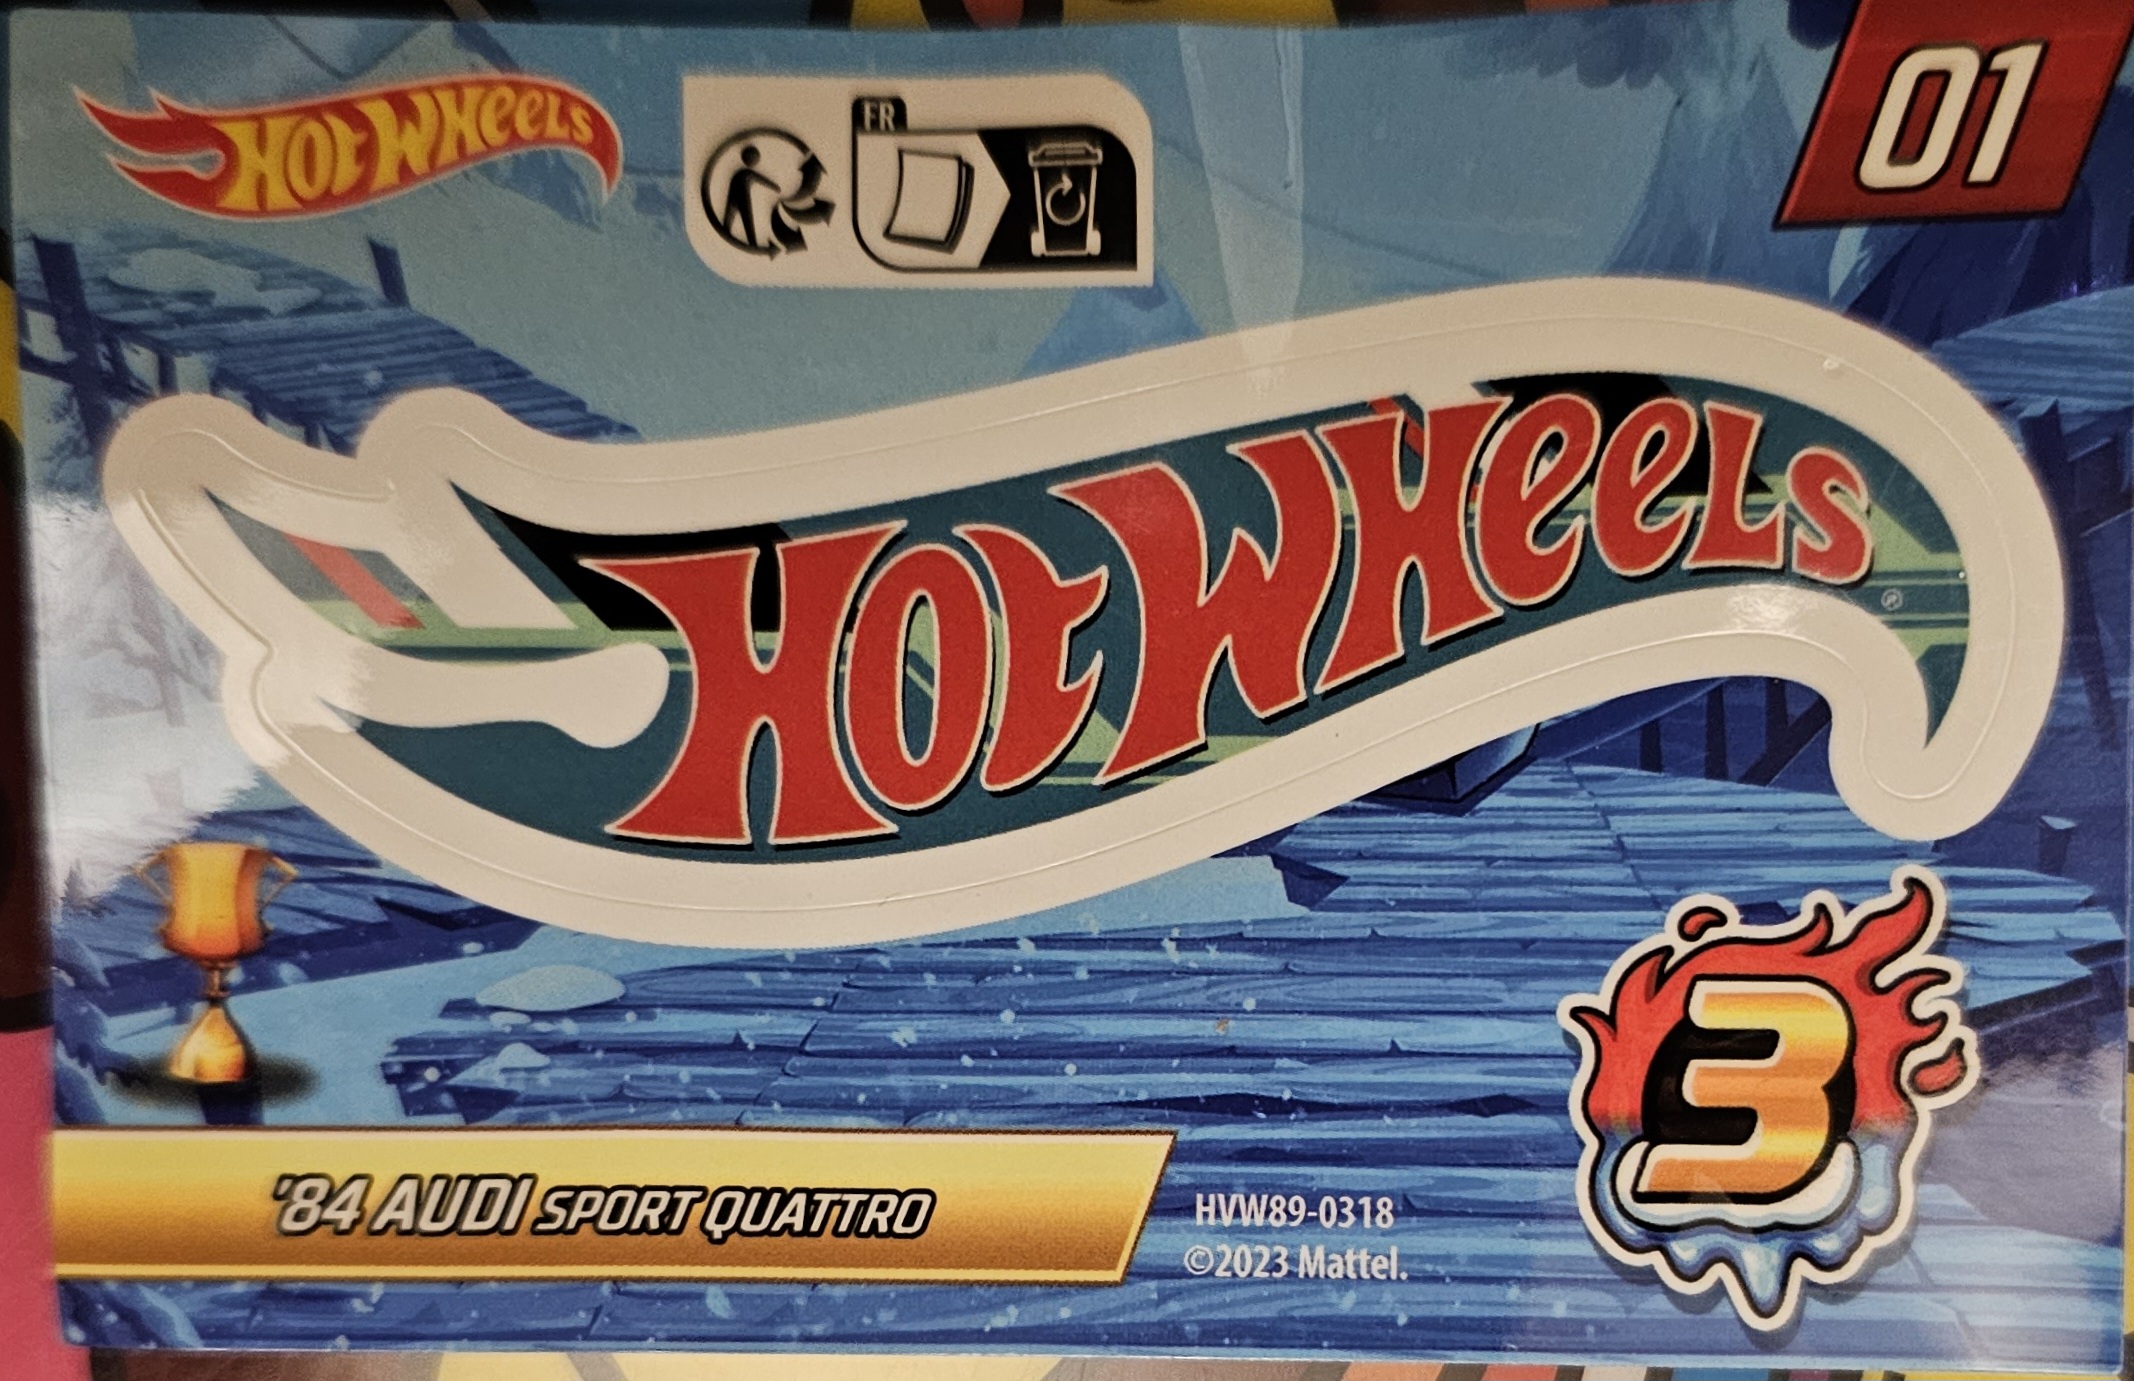 HOT WHEELS
FR
01
HOT WHEELS
®
3
'84 AUDI SPORT QUATTRO
HVW89-0318
©2023 Mattel.